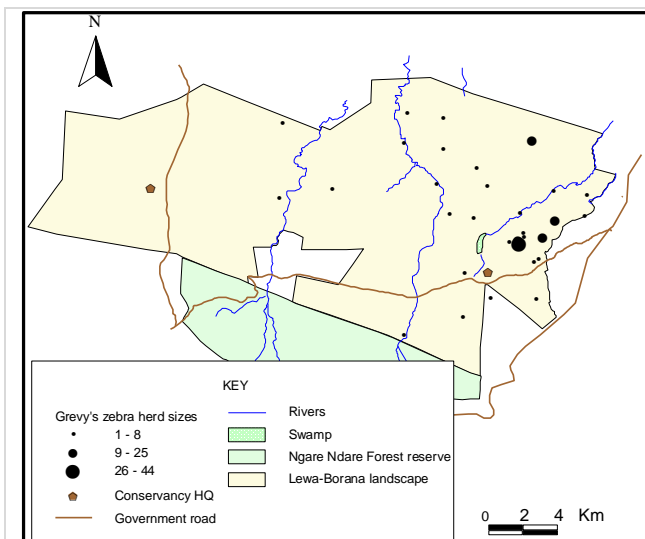 N
KEY
Grevy's zebra herd sizes
1 - 8
9 - 25
26 - 44
Conservancy HQ
Government road
Rivers
Swamp
Ngare Ndare Forest reserve
Lewa-Borana landscape
0 2 4 Km